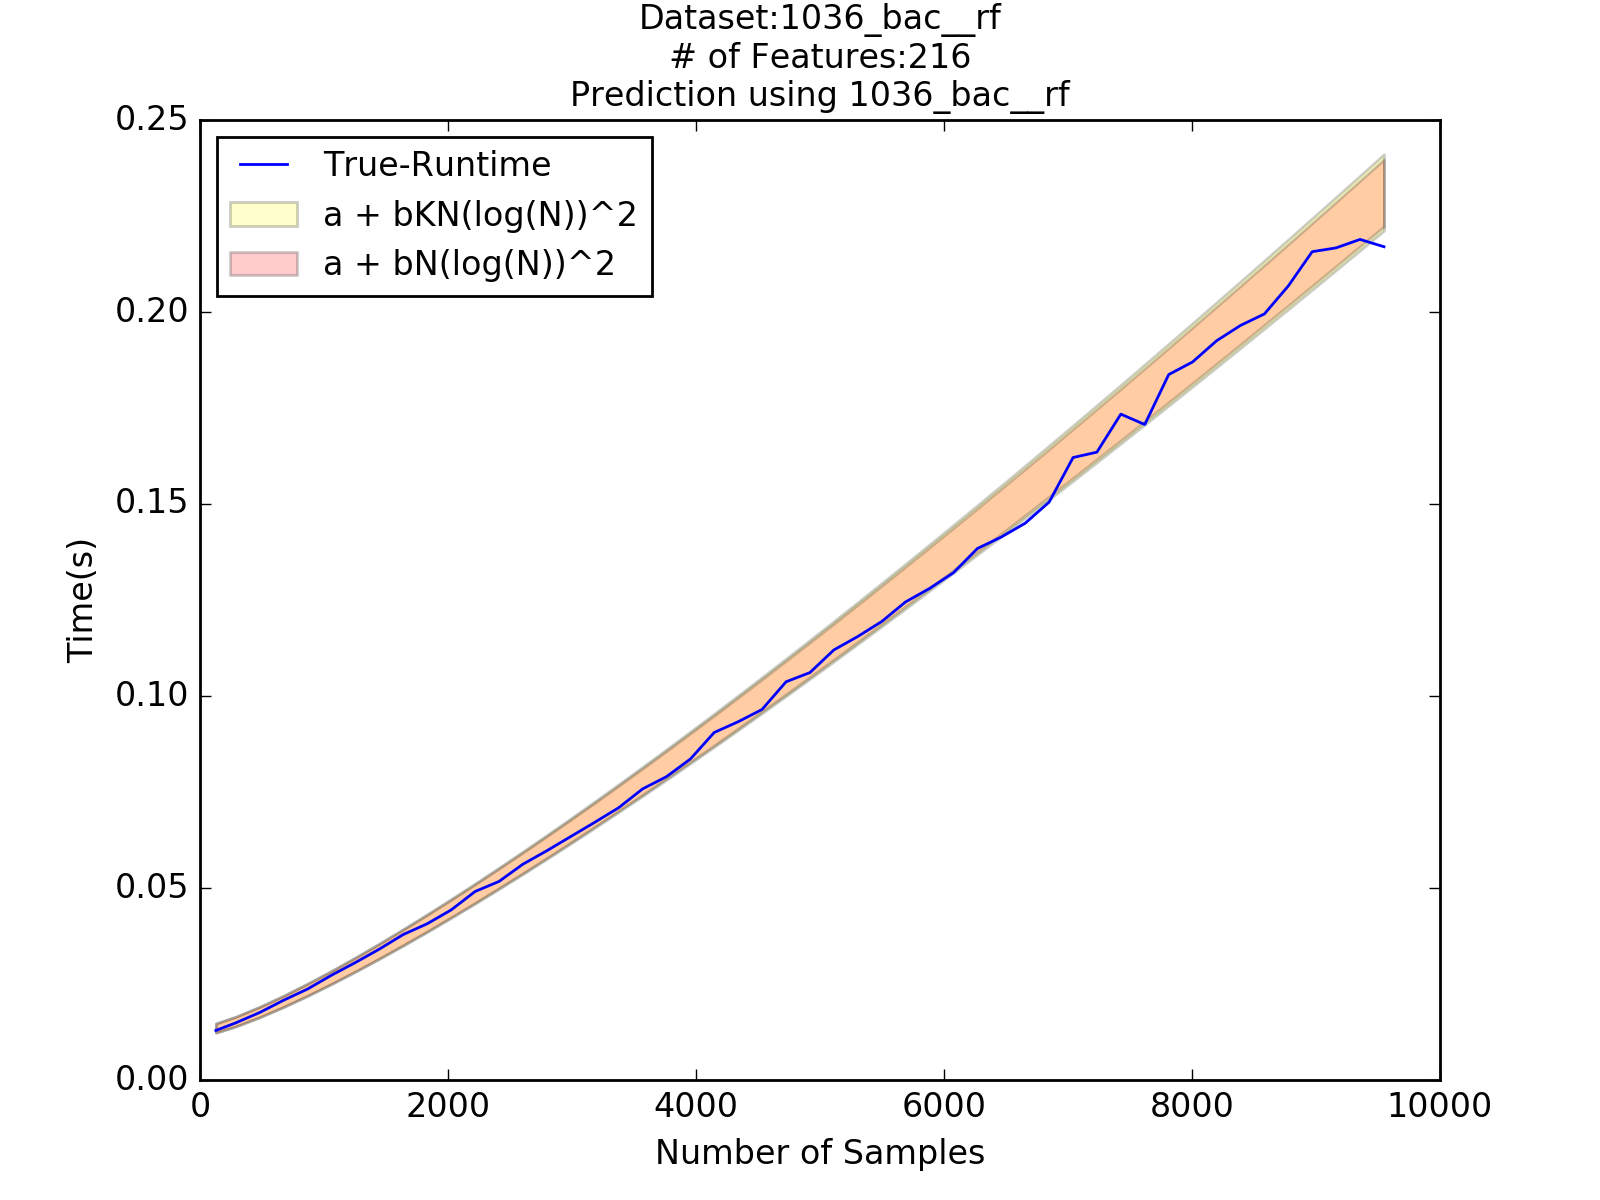 Dataset:1036_bac__rf
# of Features:216
Prediction using 1036_bac__rf
0.25
0.20
0.15
0.10
0.05
0.00
Time(s)
True-Runtime
a + bKN(log(N))^2
a + bN(log(N))^2
0 2000 4000 6000 8000 10000
Number of Samples